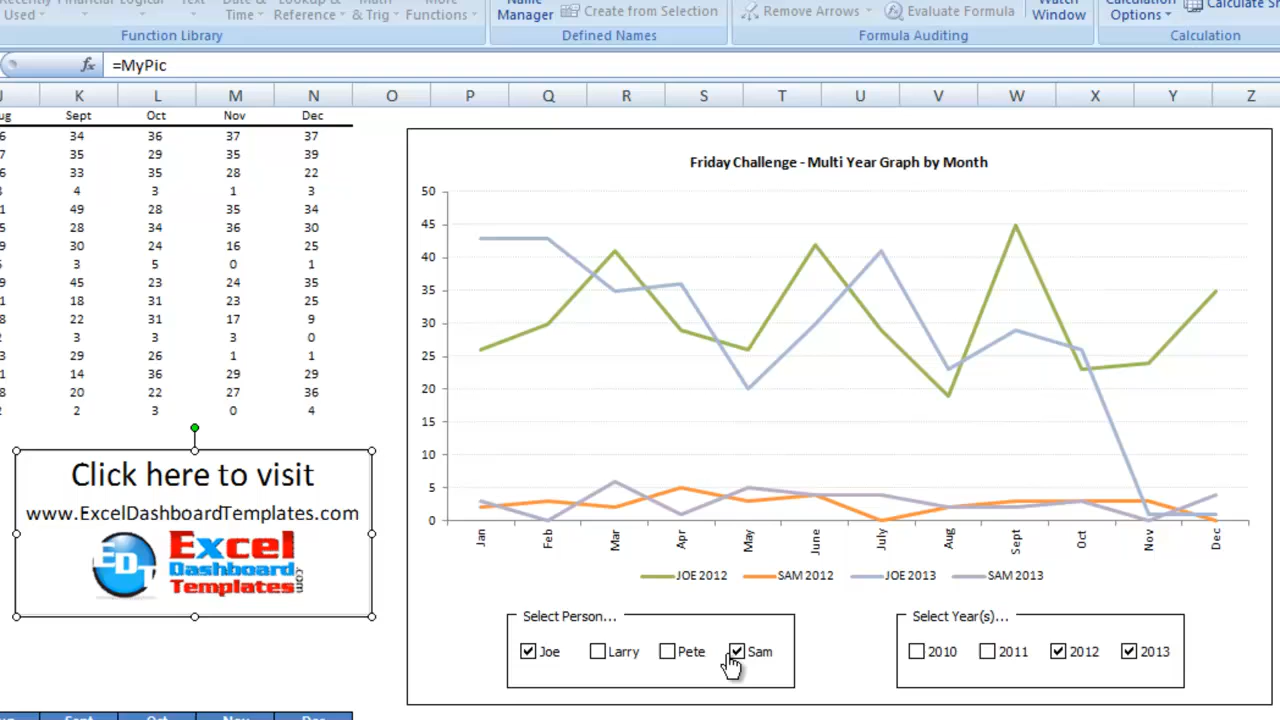 Used Time Reference & Trig Functions Manager Create from Selection Remove Arrows Evaluate Formula Window Options
Function Library Defined Names Formula Auditing Calculation
fx =MyPic
K L M N O P Q R S T U V W X Y Z
Sept Oct Nov Dec
34 36 37 37
35 29 35 39
33 35 28 22
4 3 1 3
49 28 35 34
28 34 36 30
30 24 16 25
3 5 0 1
45 23 24 35
18 31 23 25
22 31 17 9
3 3 3 0
29 26 1 1
14 36 29 29
20 22 27 36
2 3 0 4
Click here to visit
www.ExcelDashboardTemplates.com
EDT Excel
Dashboard
Templates
.com
Friday Challenge - Multi Year Graph by Month
50
45
40
35
30
25
20
15
10
5
0
Jan Feb Mar Apr May June July Aug Sept Oct Nov Dec
JOE 2012 SAM 2012 JOE 2013 SAM 2013
Select Person... Select Year(s)...
Joe Larry Pete Sam 2010 2011 2012 2013